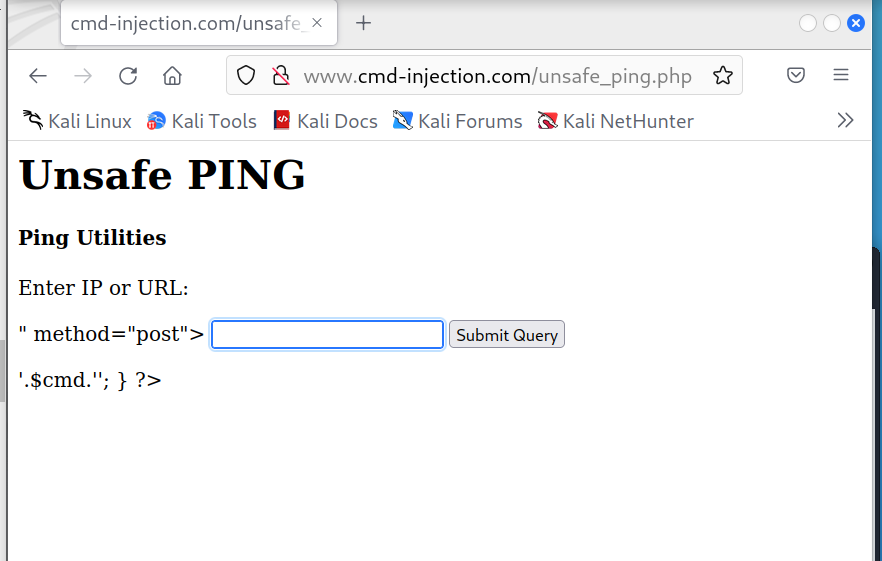 cmd-injection.com/unsafe_
www.cmd-injection.com/unsafe_ping.php
Kali Linux Kali Tools Kali Docs Kali Forums Kali NetHunter
Unsafe PING
Ping Utilities
Enter IP or URL:
" method="post"> Submit Query
'.$cmd.''; } ?>